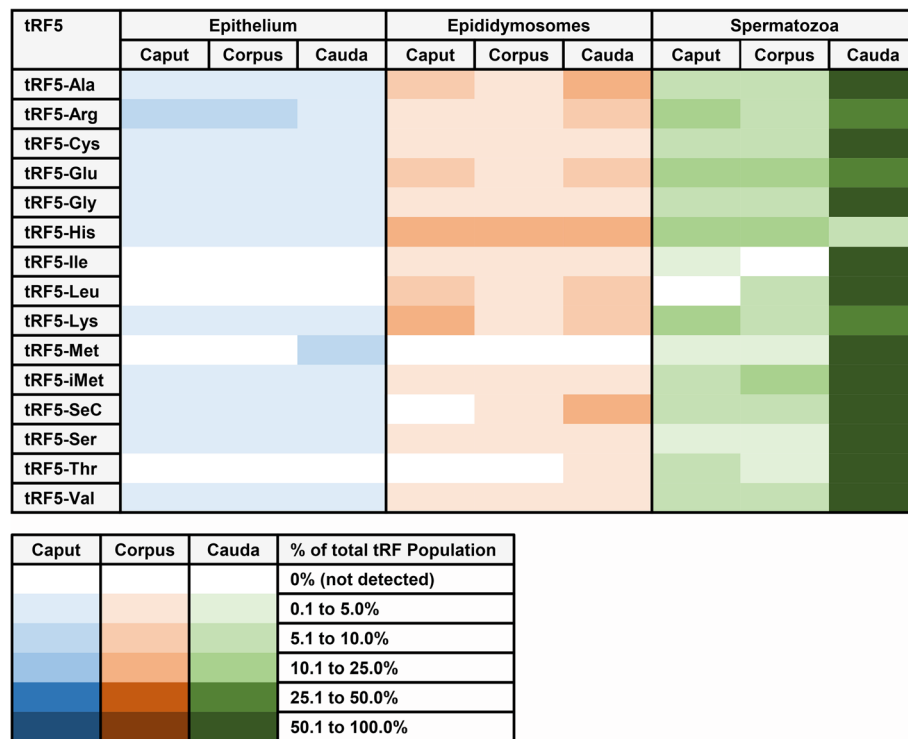 tRF5 Epithelium Epididymosomes Spermatozoa
Caput Corpus Cauda Caput Corpus Cauda Caput Corpus Cauda
tRF5-Ala
tRF5-Arg
tRF5-Cys
tRF5-Glu
tRF5-Gly
tRF5-His
tRF5-Ile
tRF5-Leu
tRF5-Lys
tRF5-Met
tRF5-iMet
tRF5-SeC
tRF5-Ser
tRF5-Thr
tRF5-Val
Caput Corpus Cauda % of total tRF Population
0% (not detected)
0.1 to 5.0%
5.1 to 10.0%
10.1 to 25.0%
25.1 to 50.0%
50.1 to 100.0%